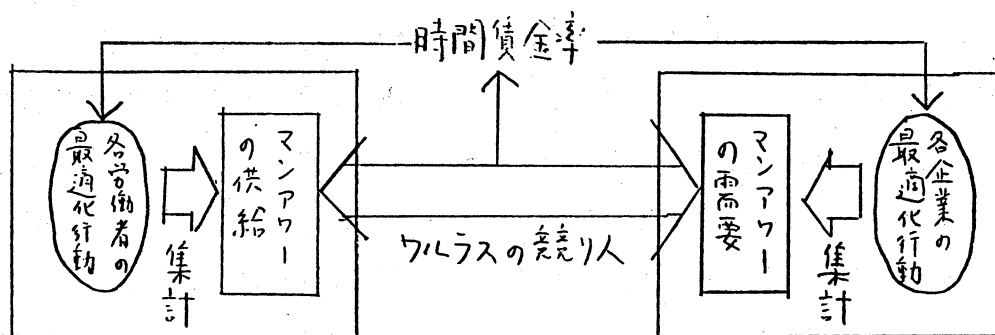 時間賃金率
各労働者の
最適化行動
集計
マンアワー
の供給
ワルラスの競り人
マンアワー
の需要
集計
各企業の
最適化行動